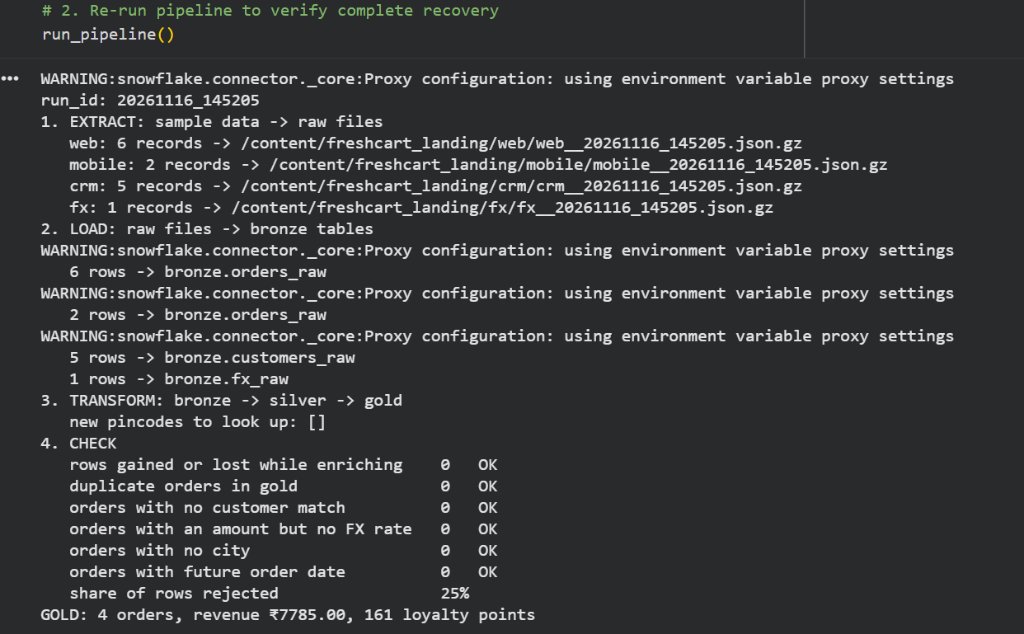 # 2. Re-run pipeline to verify complete recovery
run_pipeline()
WARNING:snowflake.connector._core:Proxy configuration: using environment variable proxy settings
run_id: 20261116_145205
1. EXTRACT: sample data -> raw files
web: 6 records -> /content/freshcart_landing/web/web__20261116_145205.json.gz
mobile: 2 records -> /content/freshcart_landing/mobile/mobile__20261116_145205.json.gz
crm: 5 records -> /content/freshcart_landing/crm/crm__20261116_145205.json.gz
fx: 1 records -> /content/freshcart_landing/fx/fx__20261116_145205.json.gz
2. LOAD: raw files -> bronze tables
WARNING:snowflake.connector._core:Proxy configuration: using environment variable proxy settings
6 rows -> bronze.orders_raw
WARNING:snowflake.connector._core:Proxy configuration: using environment variable proxy settings
2 rows -> bronze.orders_raw
WARNING:snowflake.connector._core:Proxy configuration: using environment variable proxy settings
5 rows -> bronze.customers_raw
1 rows -> bronze.fx_raw
3. TRANSFORM: bronze -> silver -> gold
new pincodes to look up: []
4. CHECK
rows gained or lost while enriching 0 OK
duplicate orders in gold 0 OK
orders with no customer match 0 OK
orders with an amount but no FX rate 0 OK
orders with no city 0 OK
orders with future order date 0 OK
share of rows rejected 25%
GOLD: 4 orders, revenue ₹7785.00, 161 loyalty points